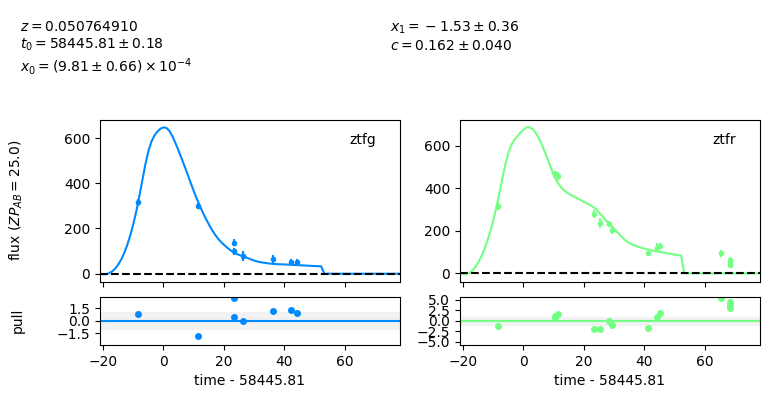 z = 0.050764910
t₀ = 58445.81 ± 0.18
x₀ = (9.81 ± 0.66) × 10⁻⁴
x₁ = −1.53 ± 0.36
c = 0.162 ± 0.040
flux (ZP_AB = 25.0)
600
400
200
0
ztfg
600
400
200
0
ztfr
pull
1.5
0.0
−1.5
−20
0
20
40
60
time - 58445.81
5.0
2.5
0.0
−2.5
−5.0
−20
0
20
40
60
time - 58445.81